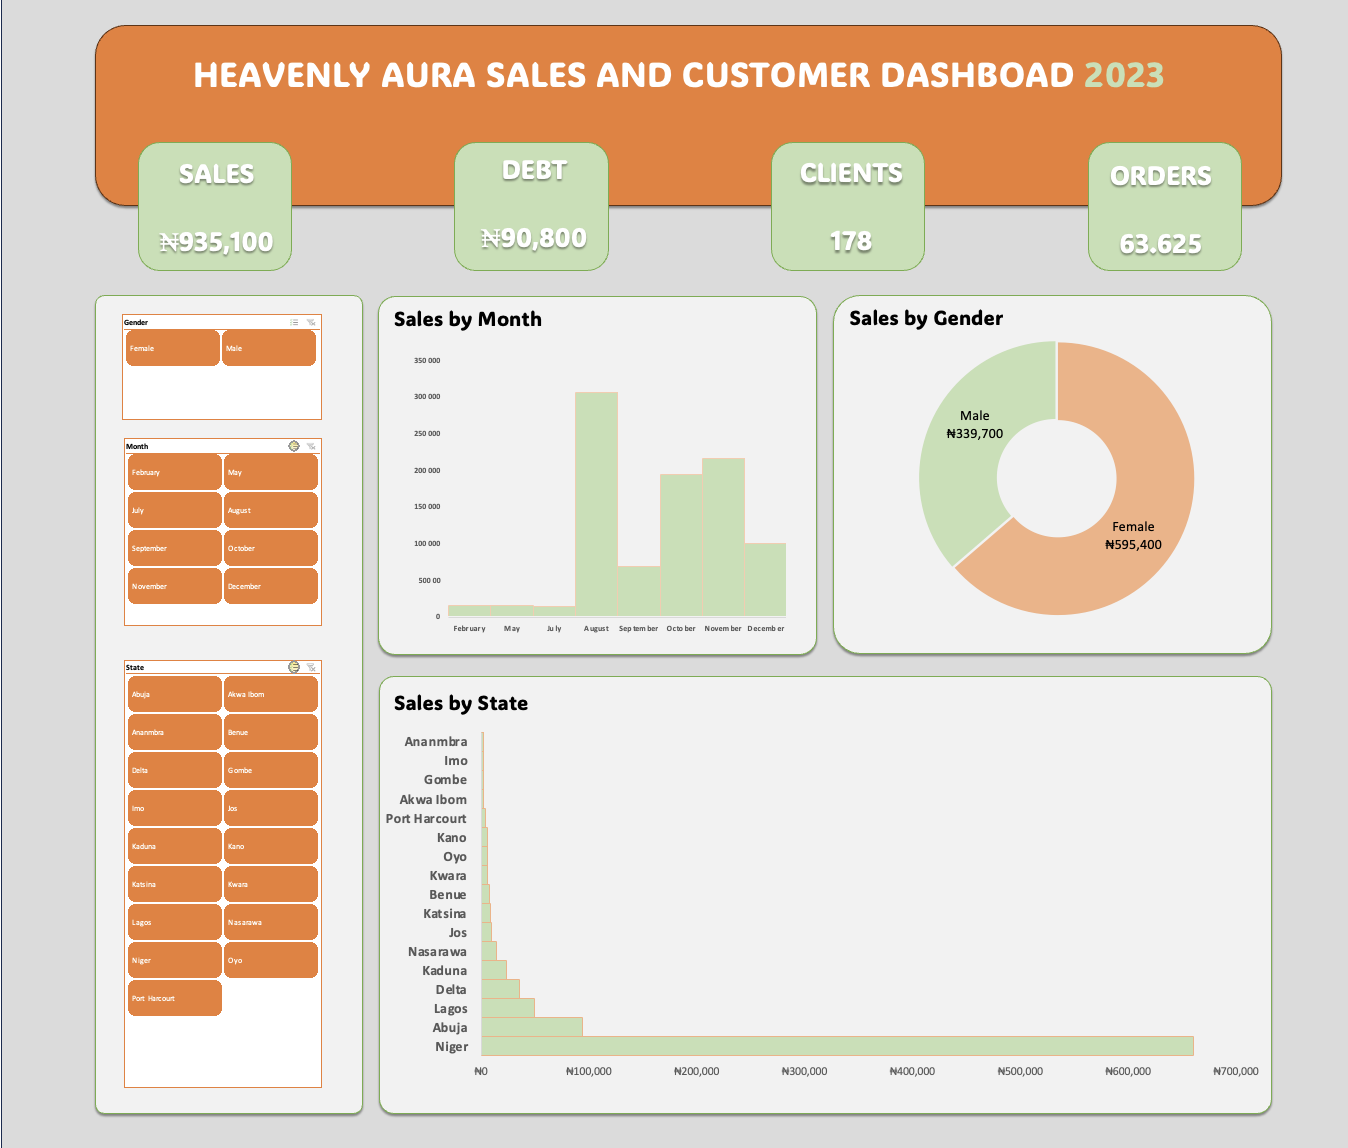 HEAVENLY AURA SALES AND CUSTOMER DASHBOAD 2023
SALES
₦935,100
DEBT
₦90,800
CLIENTS
178
ORDERS
63.625
Gender
Female
Male
Month
February
May
July
August
September
October
November
December
State
Abuja
Akwa Ibom
Ananmbra
Benue
Delta
Gombe
Imo
Jos
Kaduna
Kano
Katsina
Kwara
Lagos
Nasarawa
Niger
Oyo
Port Harcourt
Sales by Month
350 000
300 000
250 000
200 000
150 000
100 000
500 00
0
February May July August September October November December
Sales by Gender
Male
₦339,700
Female
₦595,400
Sales by State
Ananmbra
Imo
Gombe
Akwa Ibom
Port Harcourt
Kano
Oyo
Kwara
Benue
Katsina
Jos
Nasarawa
Kaduna
Delta
Lagos
Abuja
Niger
₦0 ₦100,000 ₦200,000 ₦300,000 ₦400,000 ₦500,000 ₦600,000 ₦700,000